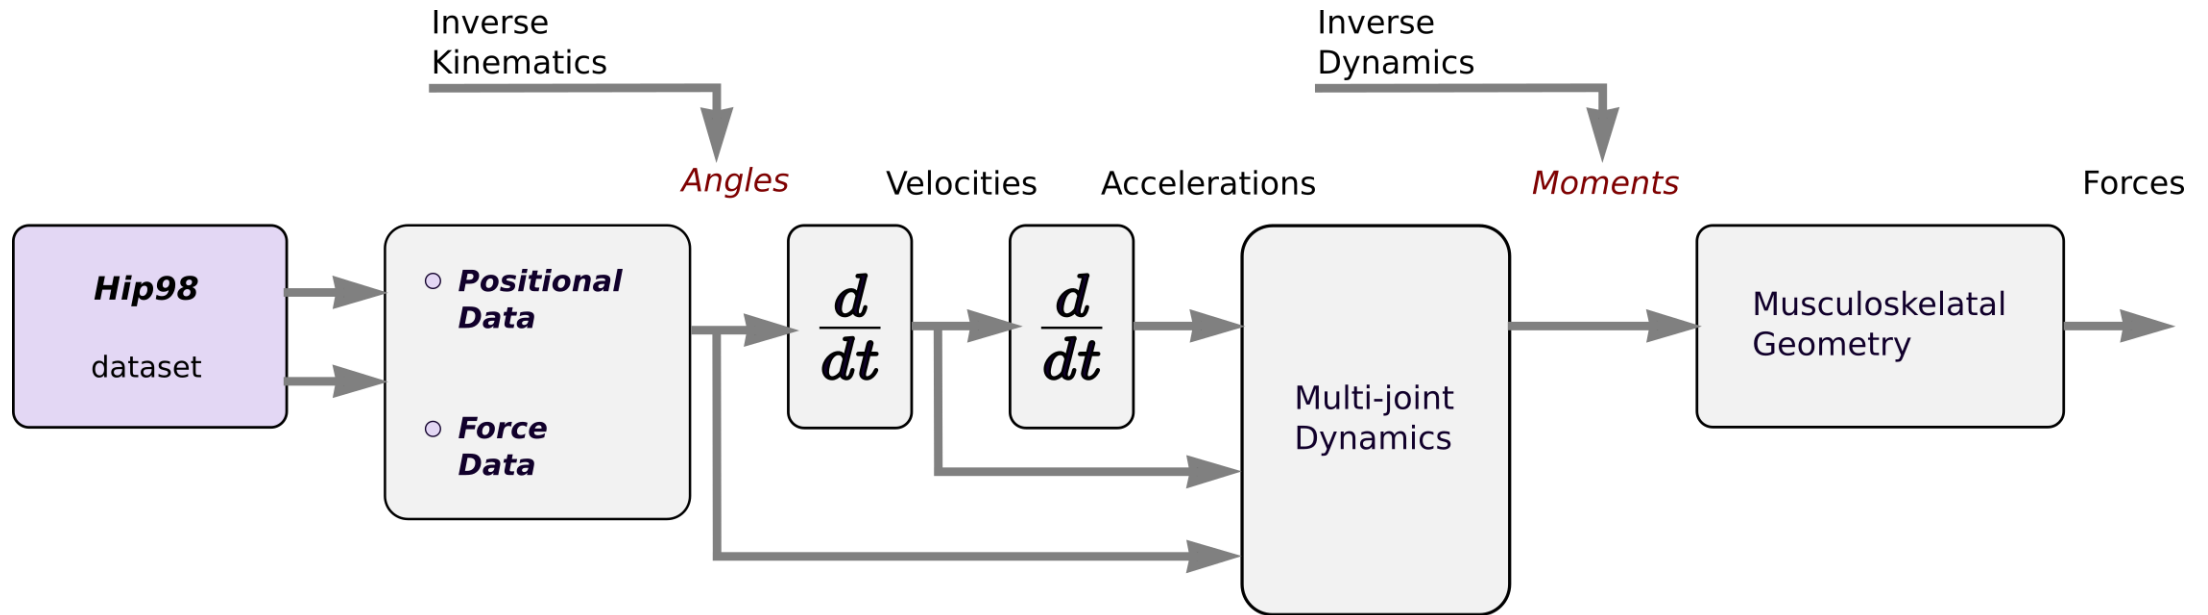 Inverse
Kinematics
Inverse
Dynamics
Angles
Velocities
Accelerations
Moments
Forces
Hip98
dataset
Positional
Data
Force
Data
d
dt
d
dt
Multi-joint
Dynamics
Musculoskelatal
Geometry